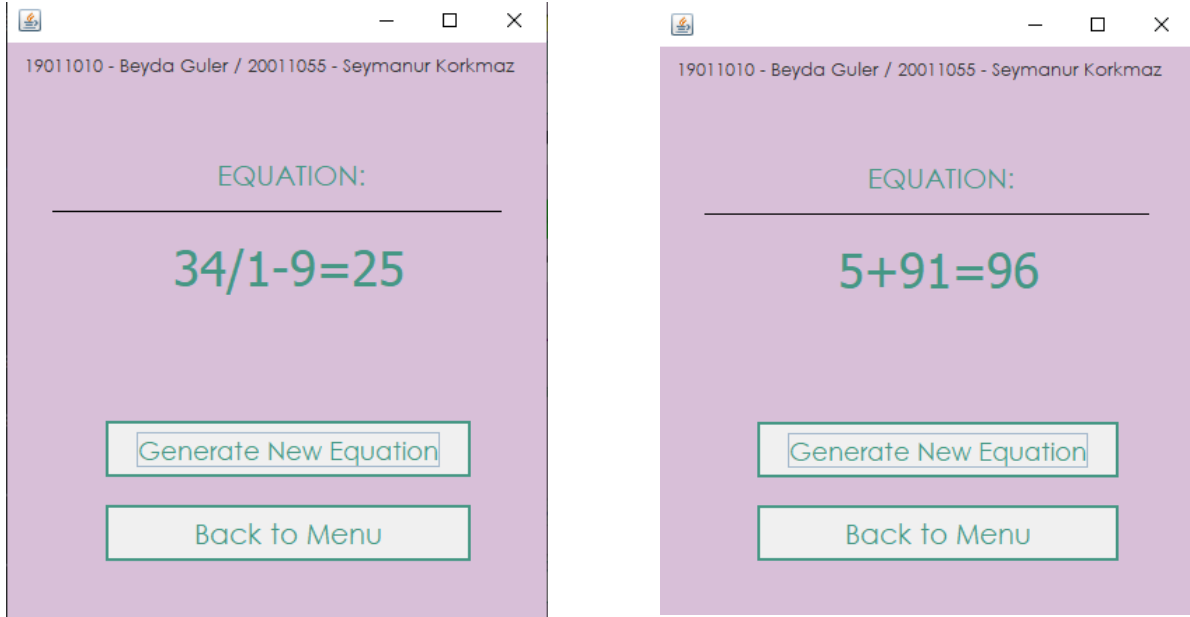 19011010 - Beyda Guler / 20011055 - Seymanur Korkmaz
EQUATION:
34/1-9=25
Generate New Equation
Back to Menu
19011010 - Beyda Guler / 20011055 - Seymanur Korkmaz
EQUATION:
5+91=96
Generate New Equation
Back to Menu